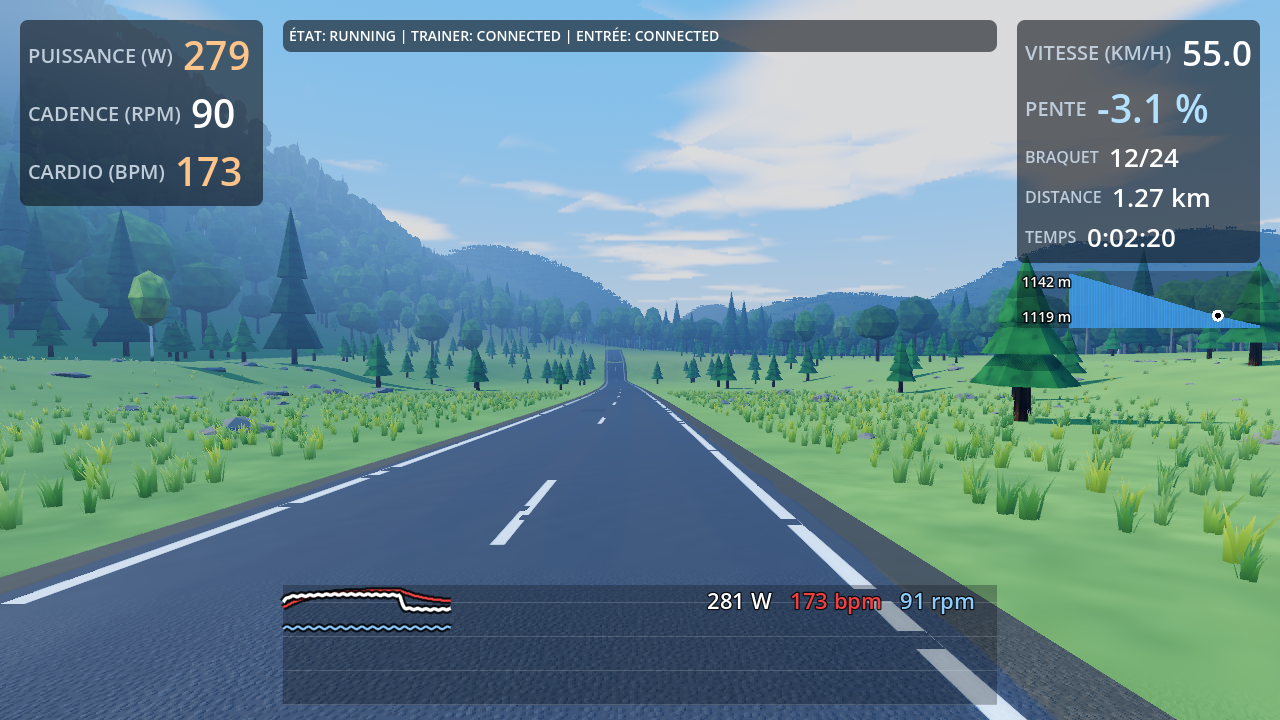 PUISSANCE (W) 279
CADENCE (RPM) 90
CARDIO (BPM) 173
ÉTAT: RUNNING | TRAINER: CONNECTED | ENTRÉE: CONNECTED
VITESSE (KM/H) 55.0
PENTE -3.1 %
BRAQUET 12/24
DISTANCE 1.27 km
TEMPS 0:02:20
1142 m
1119 m
281 W 173 bpm 91 rpm